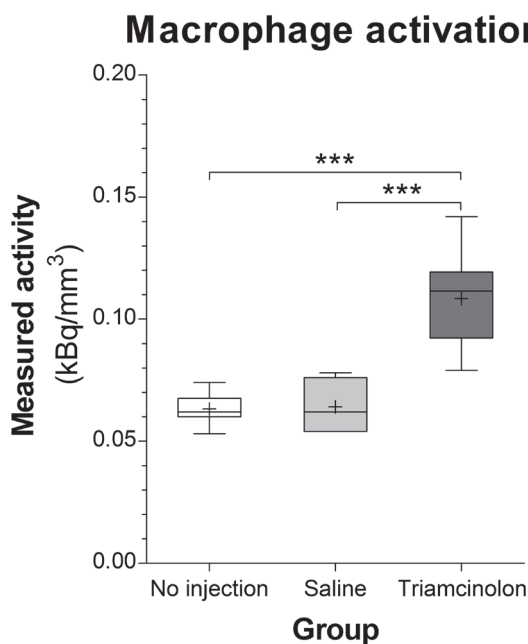 Macrophage activation
0.20
***
***
0.15
0.10
0.05
0.00
Measured activity
(kBq/mm³)
No injection Saline Triamcinolon
Group